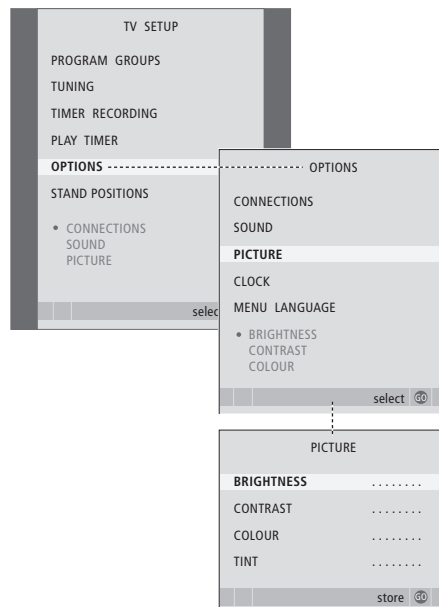 TV SETUP
PROGRAM GROUPS
TUNING
TIMER RECORDING
PLAY TIMER
OPTIONS
STAND POSITIONS
• CONNECTIONS
SOUND
PICTURE
selec
OPTIONS
CONNECTIONS
SOUND
PICTURE
CLOCK
MENU LANGUAGE
• BRIGHTNESS
CONTRAST
COLOUR
select GO
PICTURE
BRIGHTNESS ........
CONTRAST ........
COLOUR ........
TINT ........
store GO